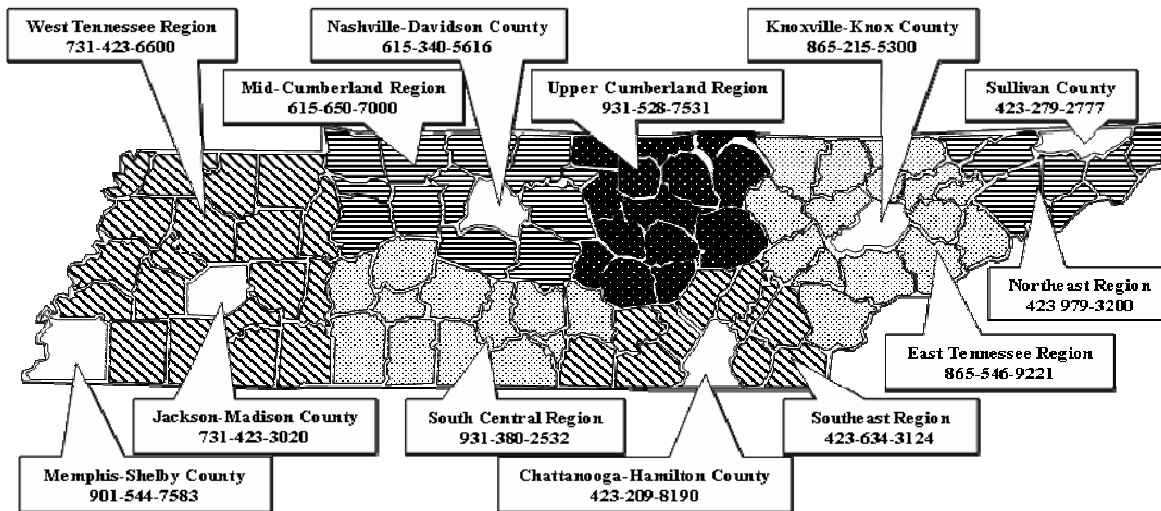 West Tennessee Region
731-423-6600
Nashville-Davidson County
615-340-5616
Knoxville-Knox County
865-215-5300
Mid-Cumberland Region
615-650-7000
Upper Cumberland Region
931-528-7531
Sullivan County
423-279-2777
Northeast Region
423 979-3200
East Tennessee Region
865-546-9221
Jackson-Madison County
731-423-3020
South Central Region
931-380-2532
Southeast Region
423-634-3124
Memphis-Shelby County
901-544-7583
Chattanooga-Hamilton County
423-209-8190